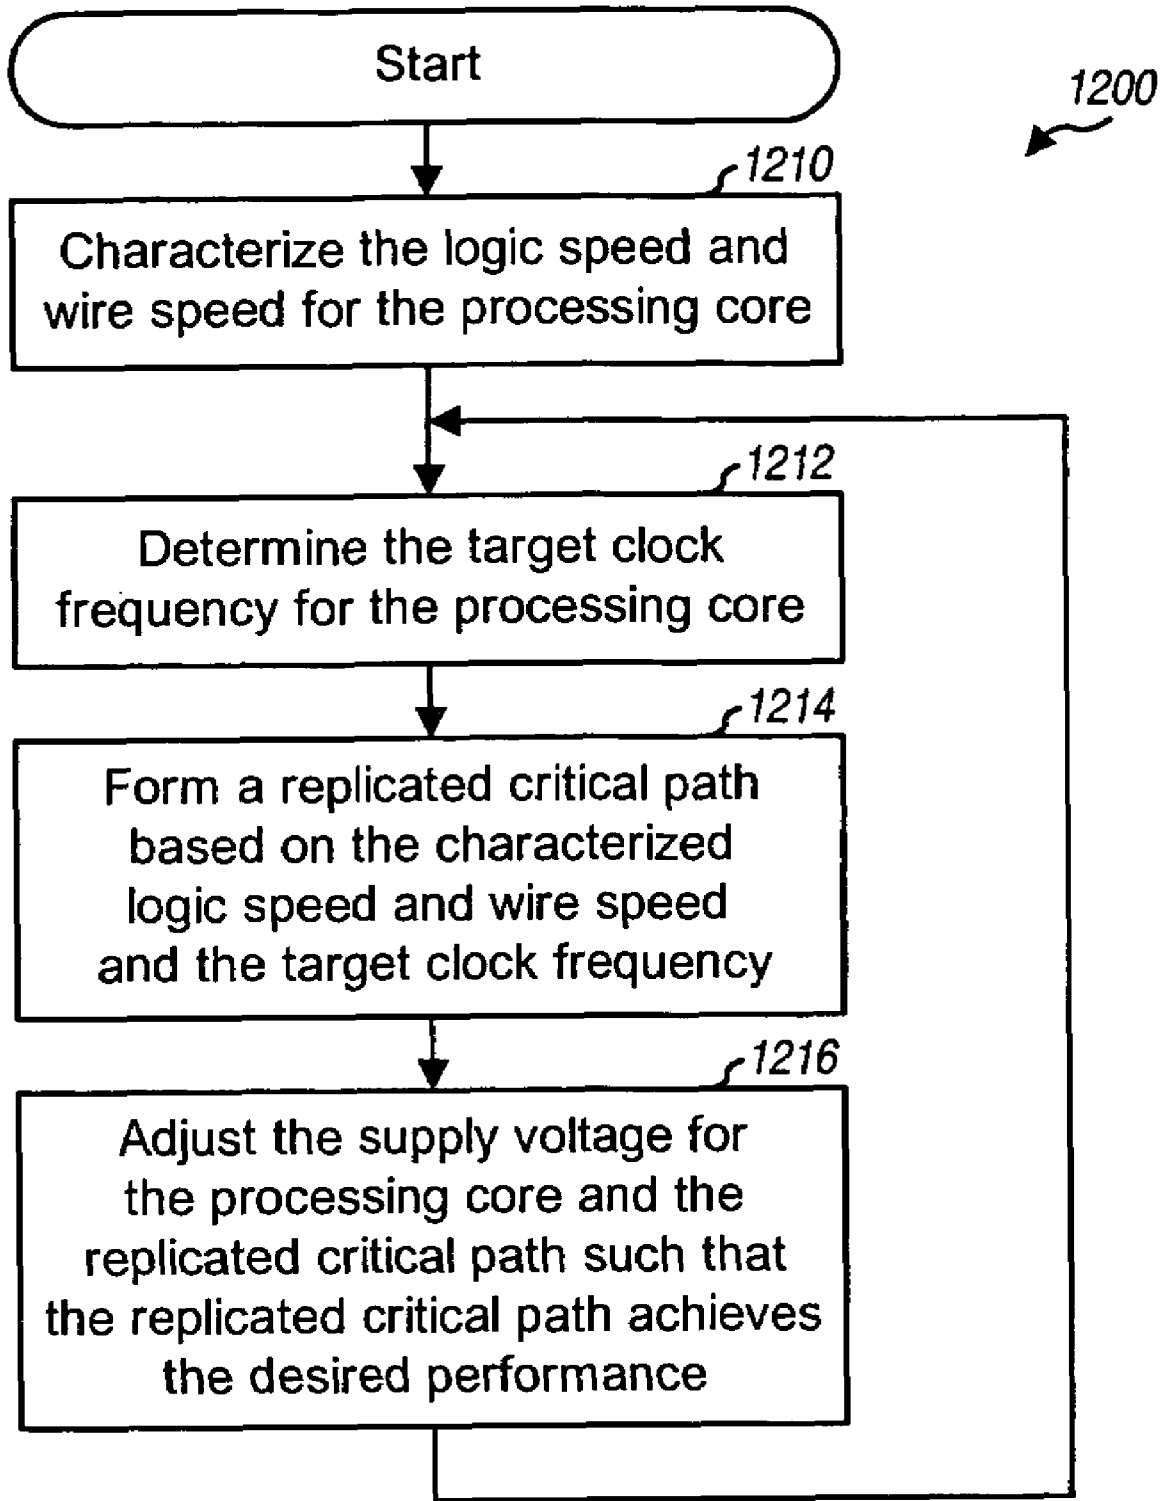 Start
1200
1210
Characterize the logic speed and
wire speed for the processing core
1212
Determine the target clock
frequency for the processing core
1214
Form a replicated critical path
based on the characterized
logic speed and wire speed
and the target clock frequency
1216
Adjust the supply voltage for
the processing core and the
replicated critical path such that
the replicated critical path achieves
the desired performance